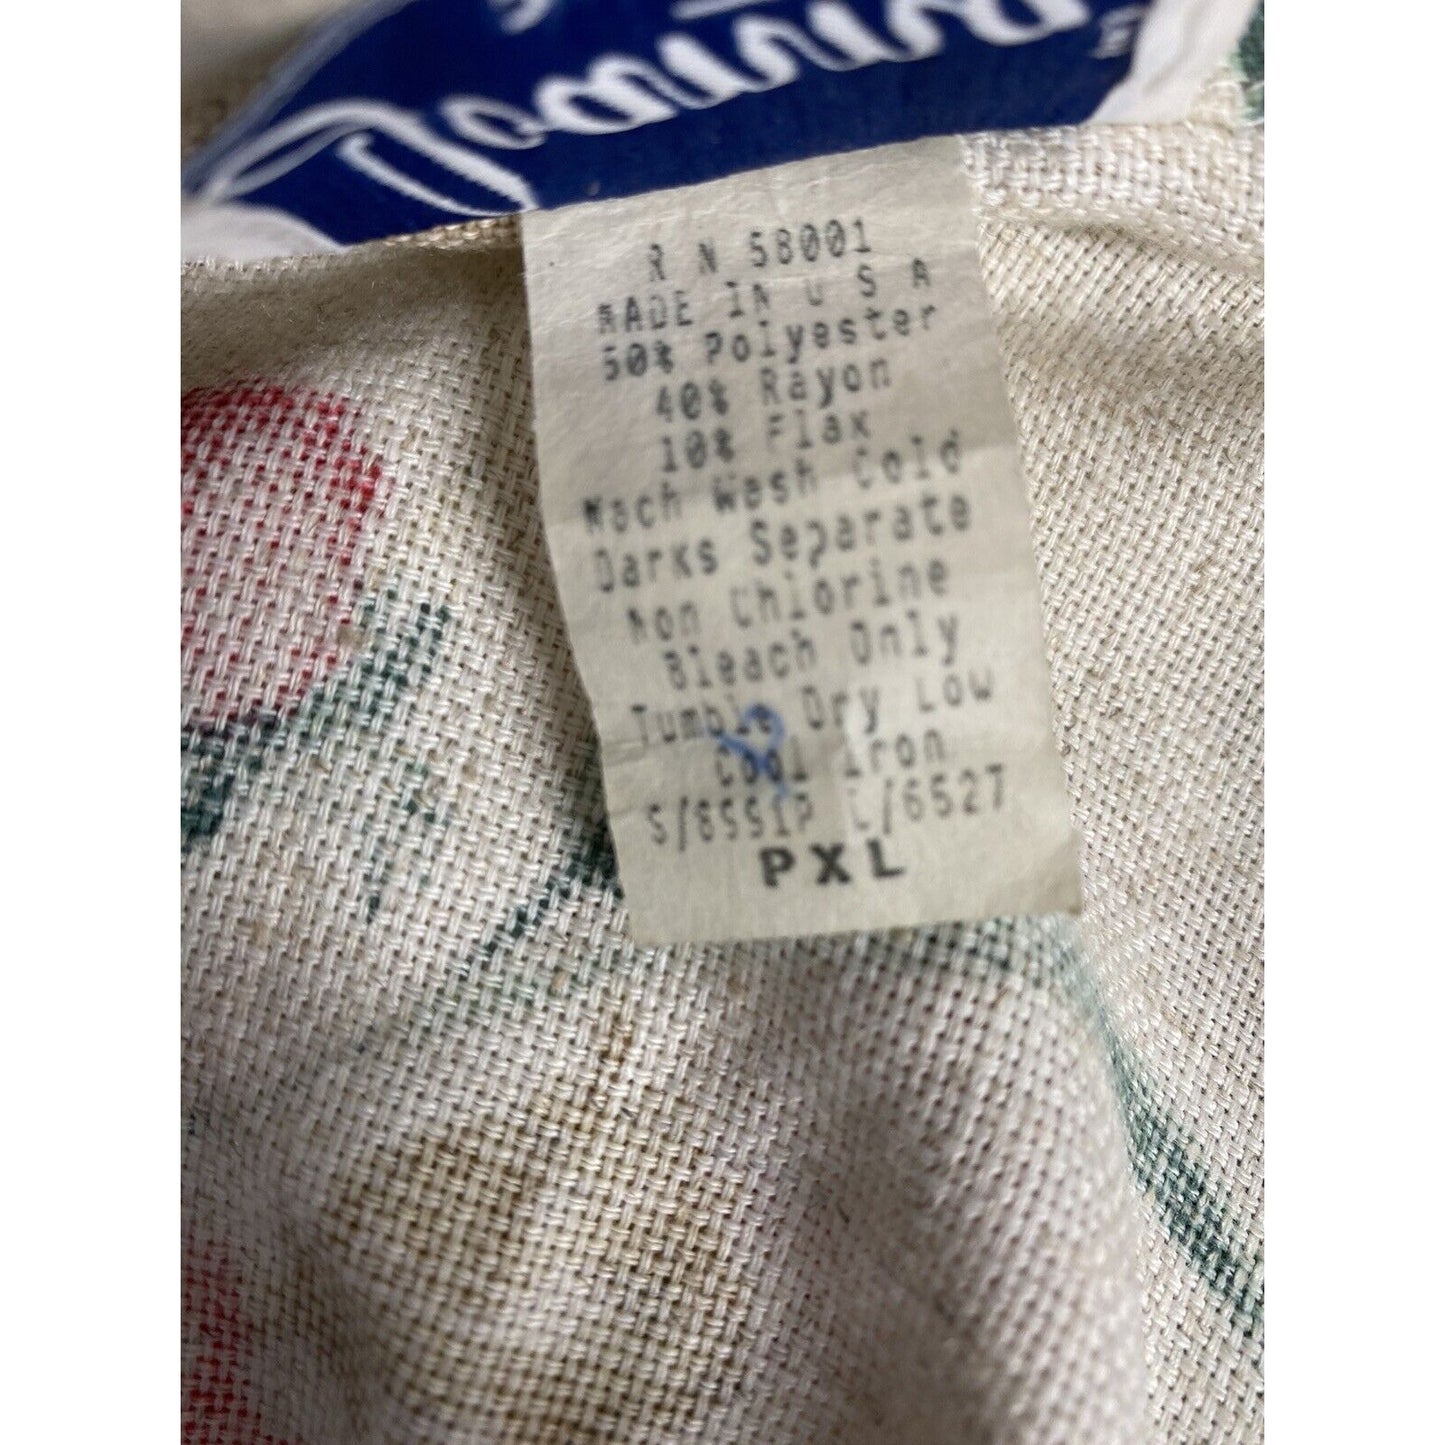 R N 58001
MADE IN U S A
50% Polyester
40% Rayon
10% Flax
Mach Wash Cold
Darks Separate
Non Chlorine
Bleach Only
Tumble Dry Low
Cool Iron
C/6527
PXL